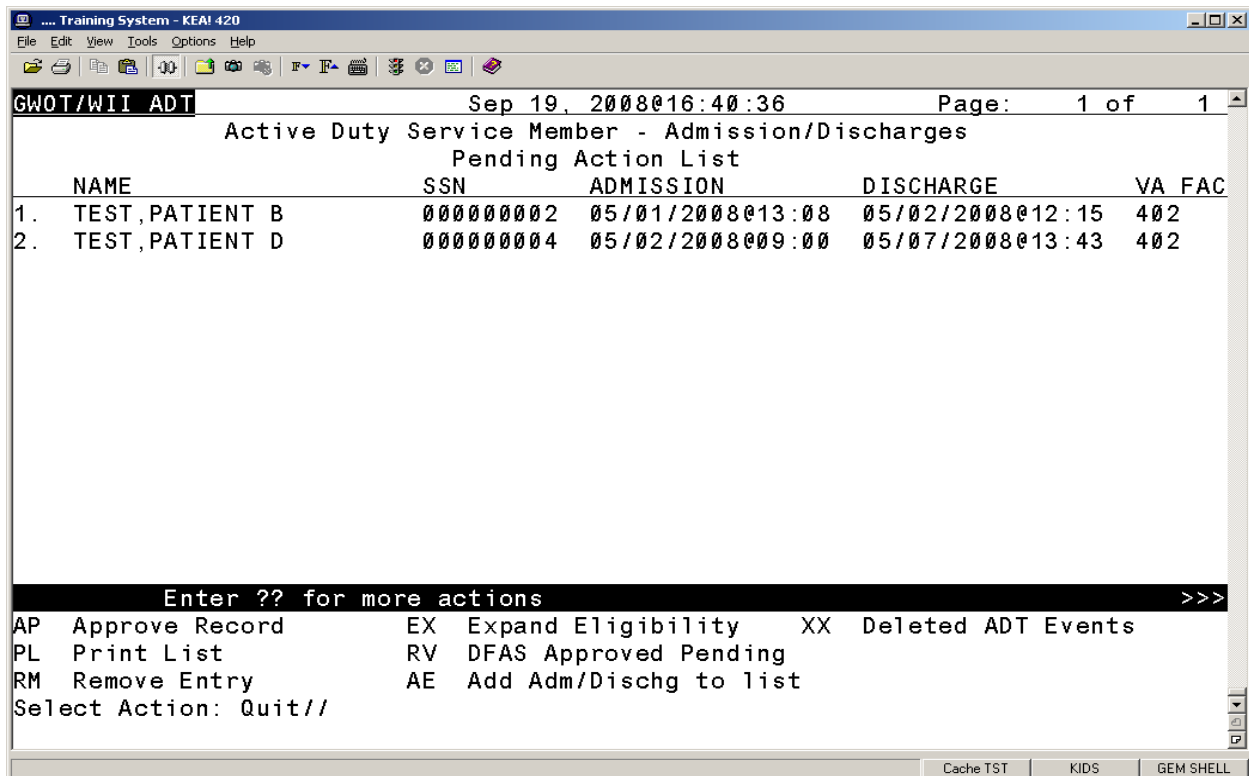 .... Training System - KEA! 420
File Edit View Tools Options Help
GWOT/WII ADT Sep 19, 2008@16:40:36 Page: 1 of 1
Active Duty Service Member - Admission/Discharges
Pending Action List
NAME SSN ADMISSION DISCHARGE VA FAC
1. TEST,PATIENT B 000000002 05/01/2008@13:08 05/02/2008@12:15 402
2. TEST,PATIENT D 000000004 05/02/2008@09:00 05/07/2008@13:43 402
Enter ?? for more actions >>>
AP Approve Record EX Expand Eligibility XX Deleted ADT Events
PL Print List RV DFAS Approved Pending
RM Remove Entry AE Add Adm/Dischg to list
Select Action: Quit//
Cache TST KIDS GEM SHELL